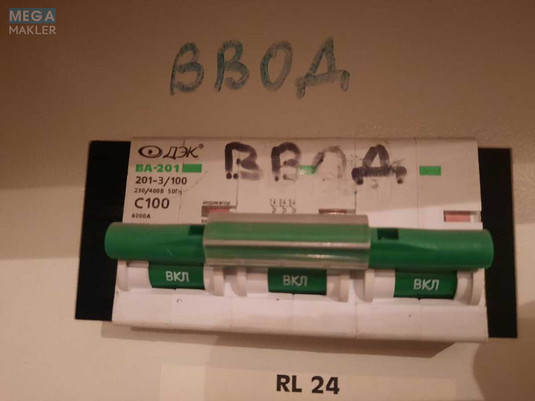 MEGA
MAKLER
ВВОД
ДЭК
ВВОД
ВА-201
201-3/100
230/400В 50Гц
С100
6000А
ВКЛ
ВКЛ
ВКЛ
RL 24